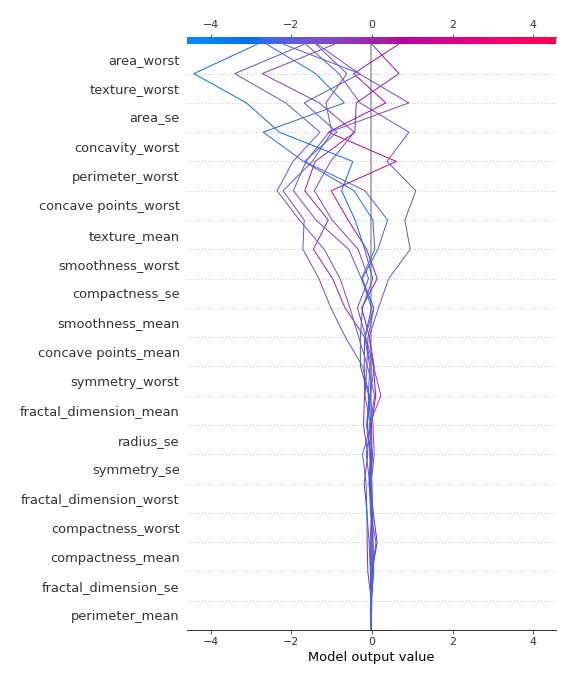 −4 −2 0 2 4
area_worst
texture_worst
area_se
concavity_worst
perimeter_worst
concave points_worst
texture_mean
smoothness_worst
compactness_se
smoothness_mean
concave points_mean
symmetry_worst
fractal_dimension_mean
radius_se
symmetry_se
fractal_dimension_worst
compactness_worst
compactness_mean
fractal_dimension_se
perimeter_mean
−4 −2 0 2 4
Model output value